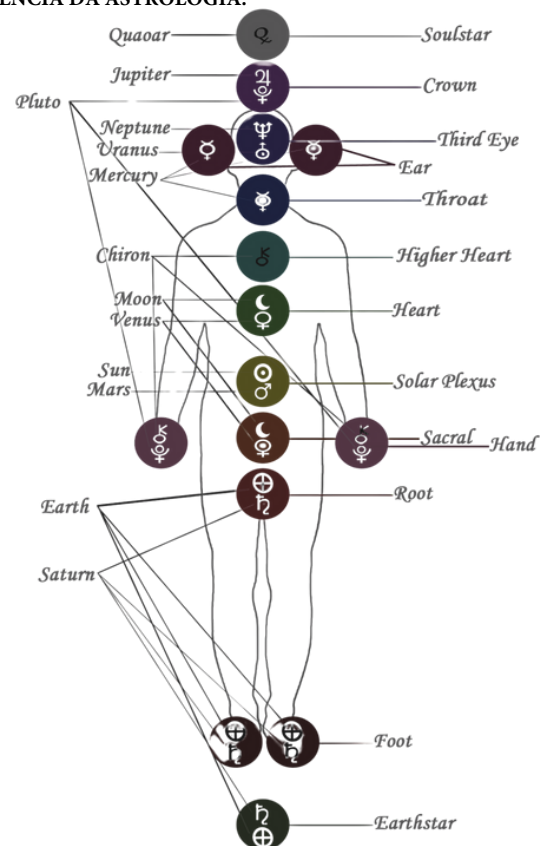 ENCIA DA ASTROLOGIA.
Quaoar
Soulstar
Jupiter
Crown
Pluto
Neptune
Third Eye
Uranus
Ear
Mercury
Throat
Chiron
Higher Heart
Moon
Heart
Venus
Sun
Solar Plexus
Mars
Sacral
Hand
Root
Earth
Saturn
Foot
Earthstar